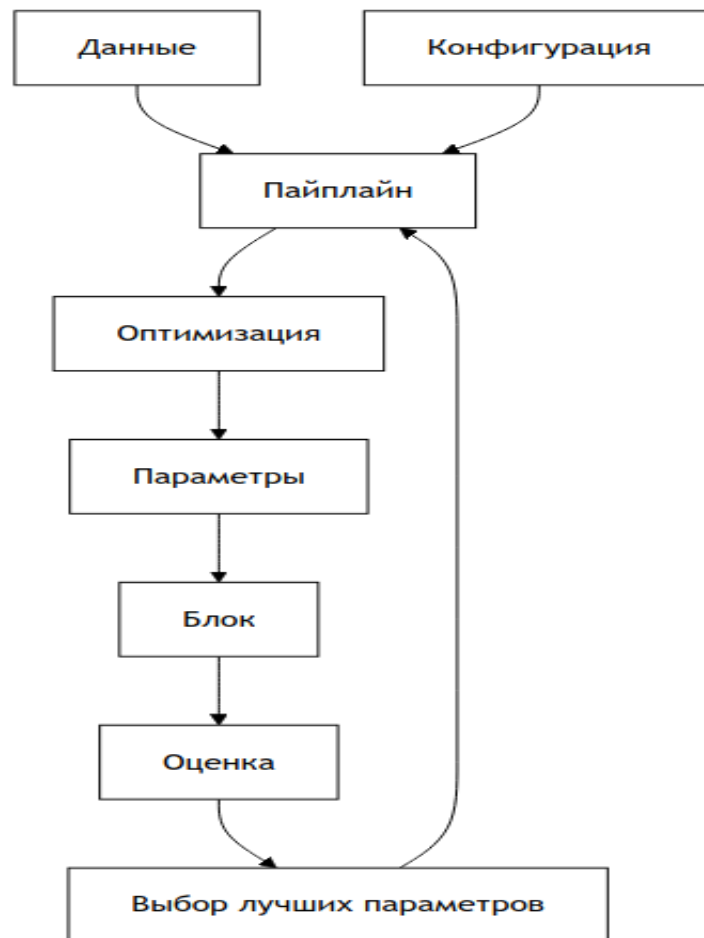 Данные
Конфигурация
Пайплайн
Оптимизация
Параметры
Блок
Оценка
Выбор лучших параметров